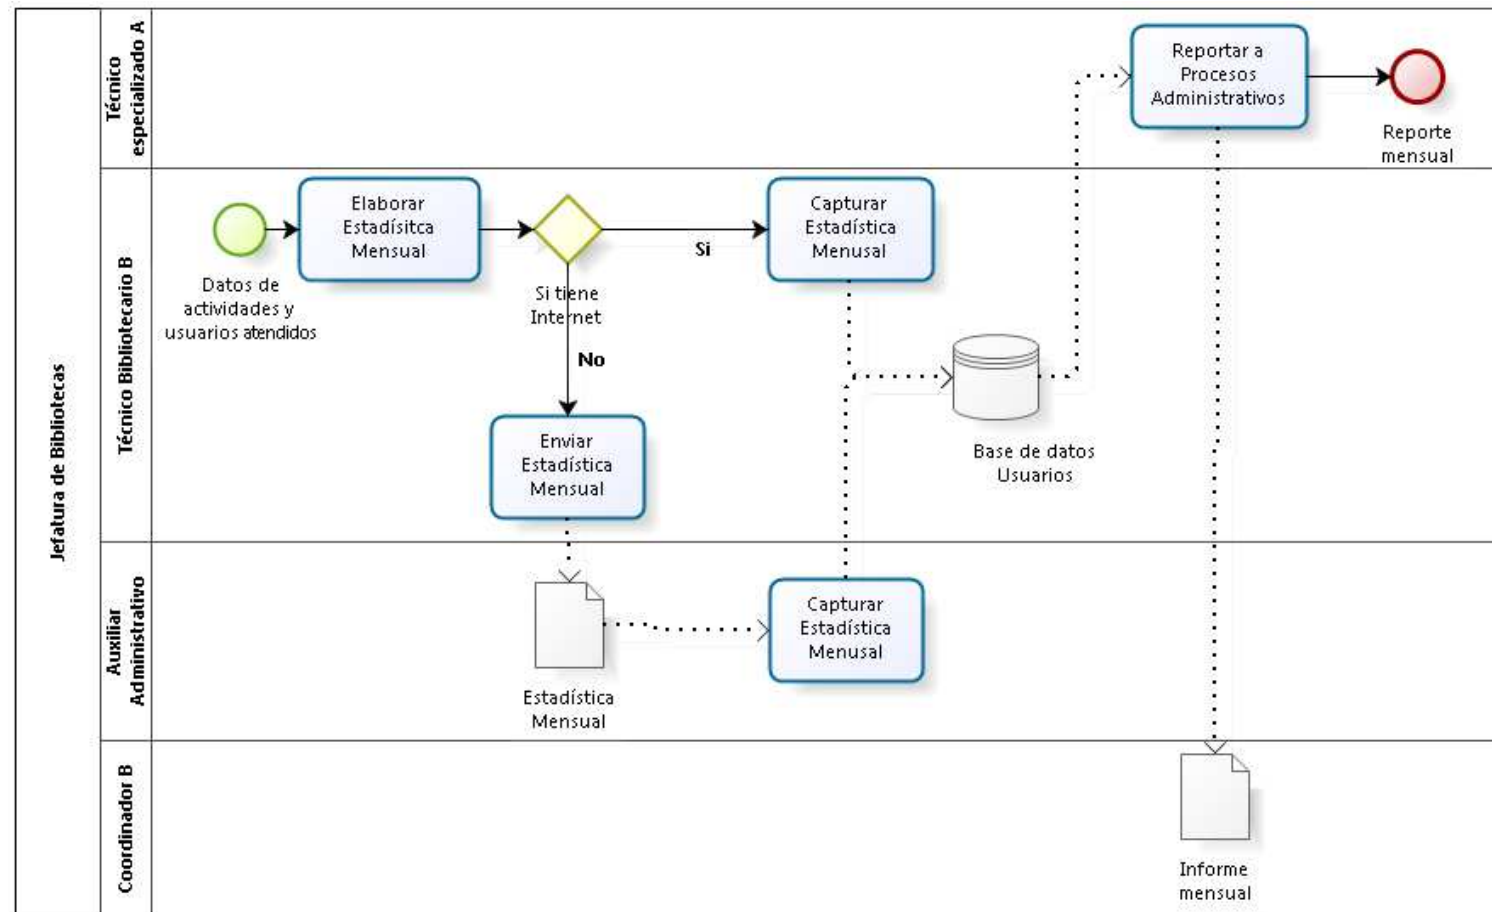 Jefatura de Bibliotecas
Técnico
especializado A
Reportar a
Procesos
Administrativos
Reporte
mensual
Técnico Bibliotecario B
Datos de
actividades y
usuarios atendidos
Elaborar
Estadísitca
Mensual
Si tiene
Internet
Si
No
Capturar
Estadística
Menusal
Enviar
Estadística
Mensual
Base de datos
Usuarios
Auxiliar
Administrativo
Estadística
Mensual
Capturar
Estadística
Menusal
Coordinador B
Informe
mensual